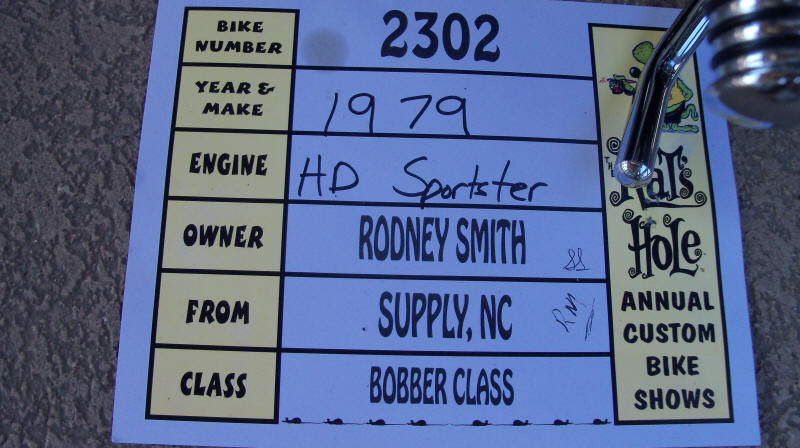 BIKE NUMBER
2302
YEAR & MAKE
1979
ENGINE
HD Sportster
OWNER
RODNEY SMITH
SS
FROM
SUPPLY, NC
CLASS
BOBBER CLASS
THE
RAT'S
HOLE
ANNUAL
CUSTOM
BIKE
SHOWS